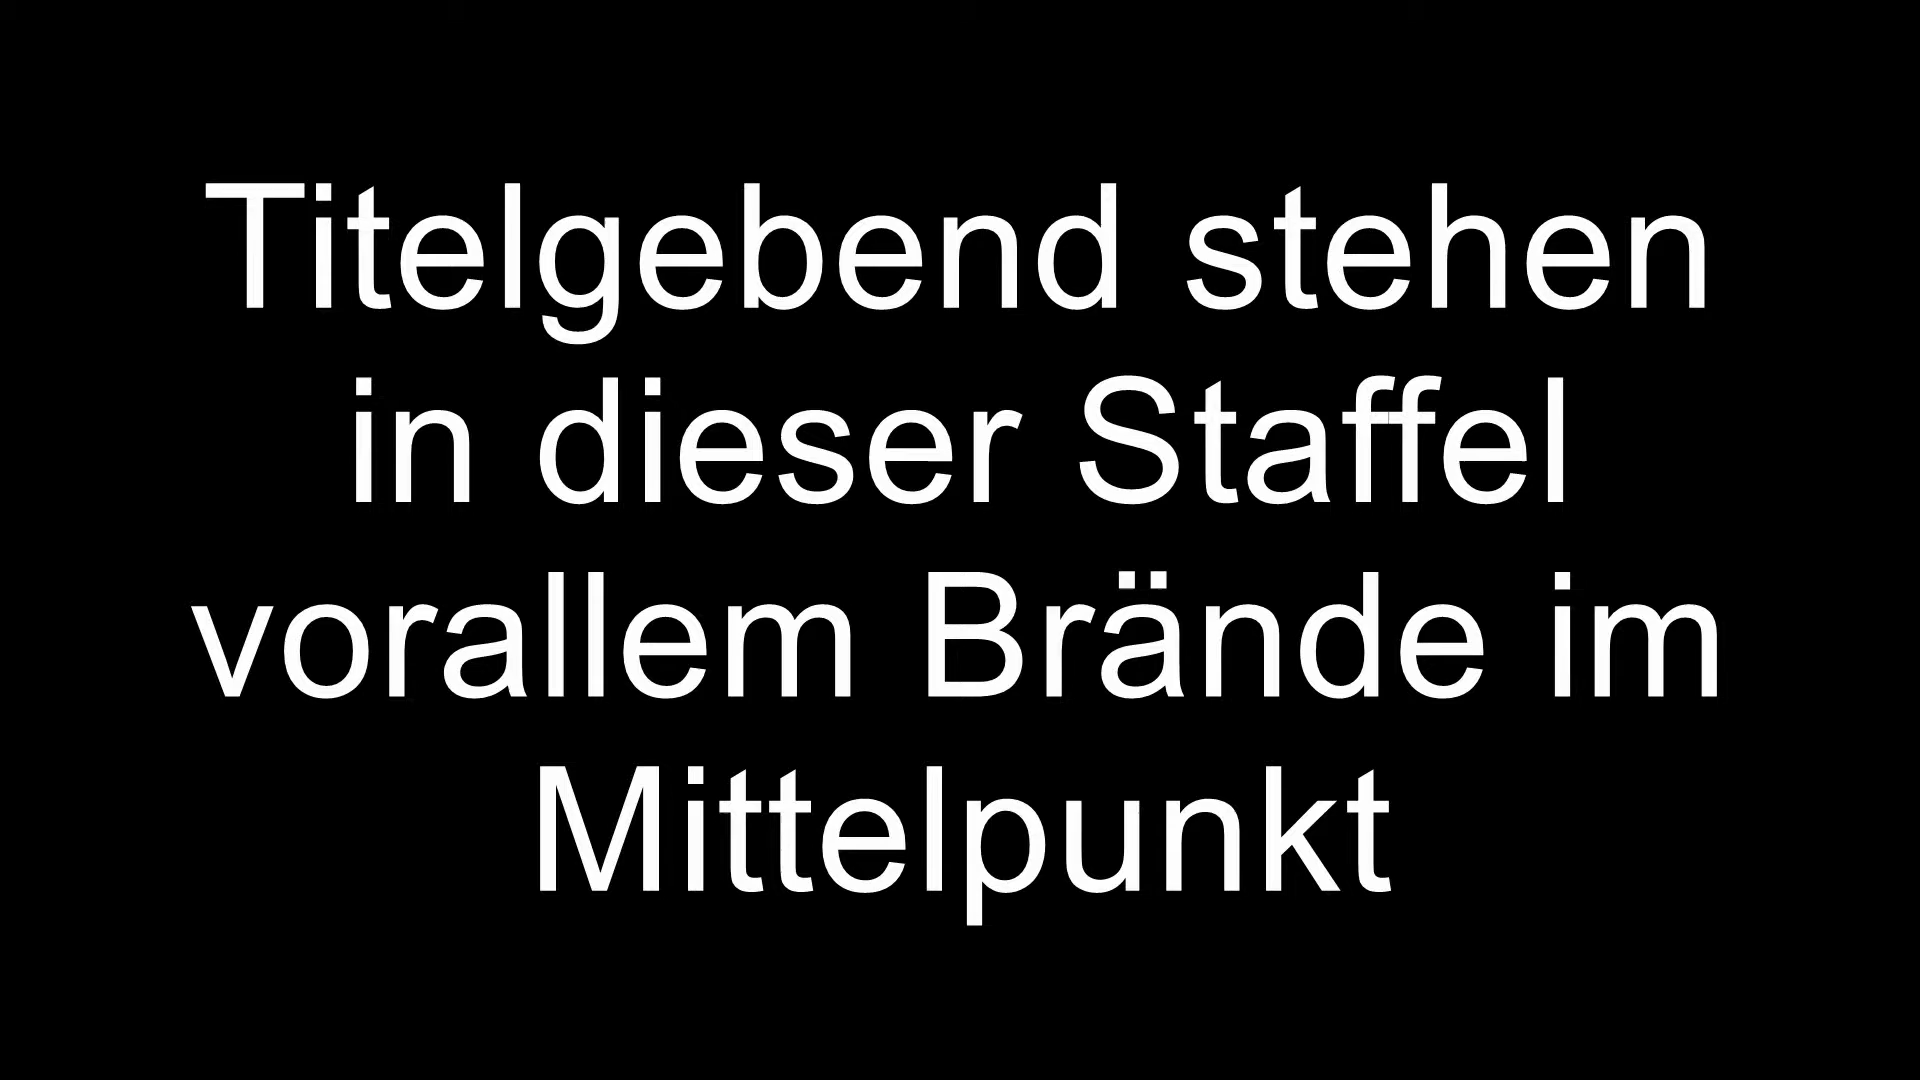 Titelgebend stehen
in dieser Staffel
vorallem Brände im
Mittelpunkt